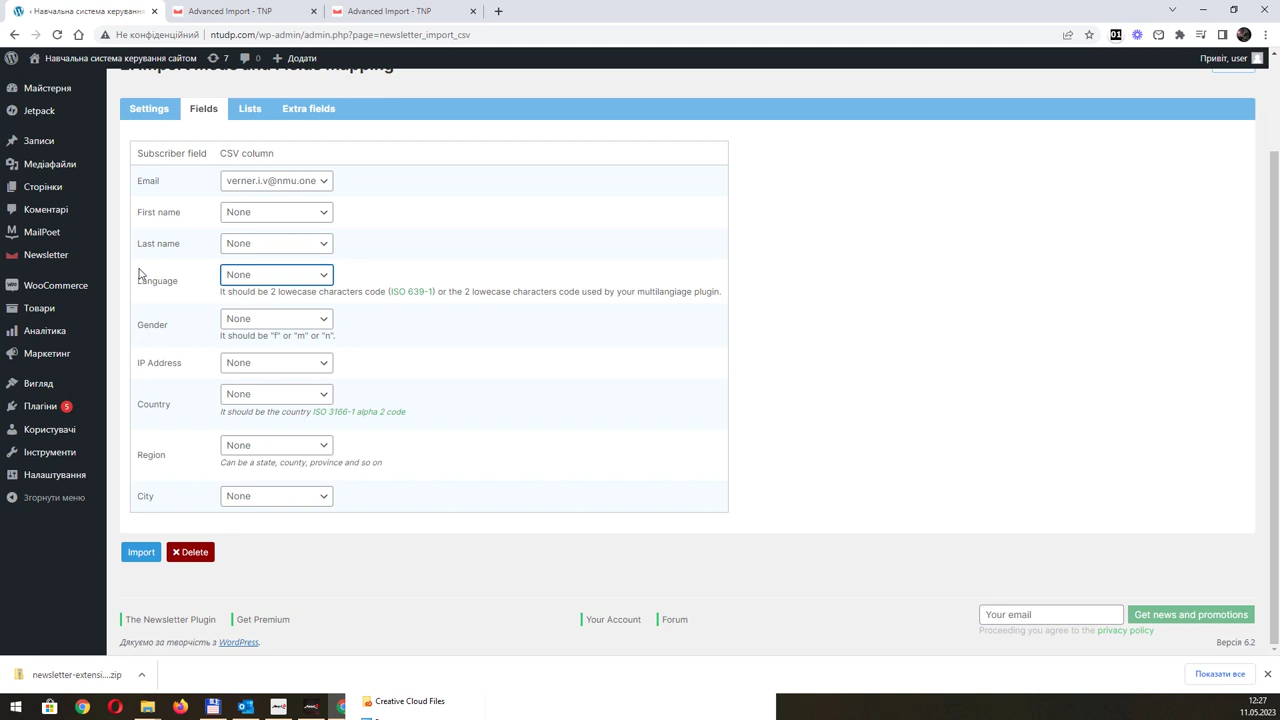 ‹ Навчальна система керування
Advanced Import - TNP
Advanced Import - TNP
Не конфіденційний
ntudp.com/wp-admin/admin.php?page=newsletter_import_csv
Навчальна система керування сайтом
7
0
Додати
Привіт, user
Майстерня
Jetpack
Записи
Медіафайли
Сторінки
Коментарі
MailPoet
Newsletter
WooCommerce
Товари
Аналітика
Маркетинг
Вигляд
Плагіни 5
Користувачі
Інструменти
Налаштування
Згорнути меню
Settings
Fields
Lists
Extra fields
Subscriber field
CSV column
Email
verner.i.v@nmu.one
First name
None
Last name
None
Language
None
It should be 2 lowecase characters code (ISO 639-1) or the 2 lowecase characters code used by your multilangiage plugin.
Gender
None
It should be "f" or "m" or "n".
IP Address
None
Country
None
It should be the country ISO 3166-1 alpha 2 code
Region
None
Can be a state, county, province and so on
City
None
Import
Delete
The Newsletter Plugin
Get Premium
Your Account
Forum
Your email
Get news and promotions
Proceeding you agree to the privacy policy
Дякуємо за творчість з WordPress.
Версія 6.2
newsletter-extensi....zip
Показати все
Creative Cloud Files
12:27
11.05.2023